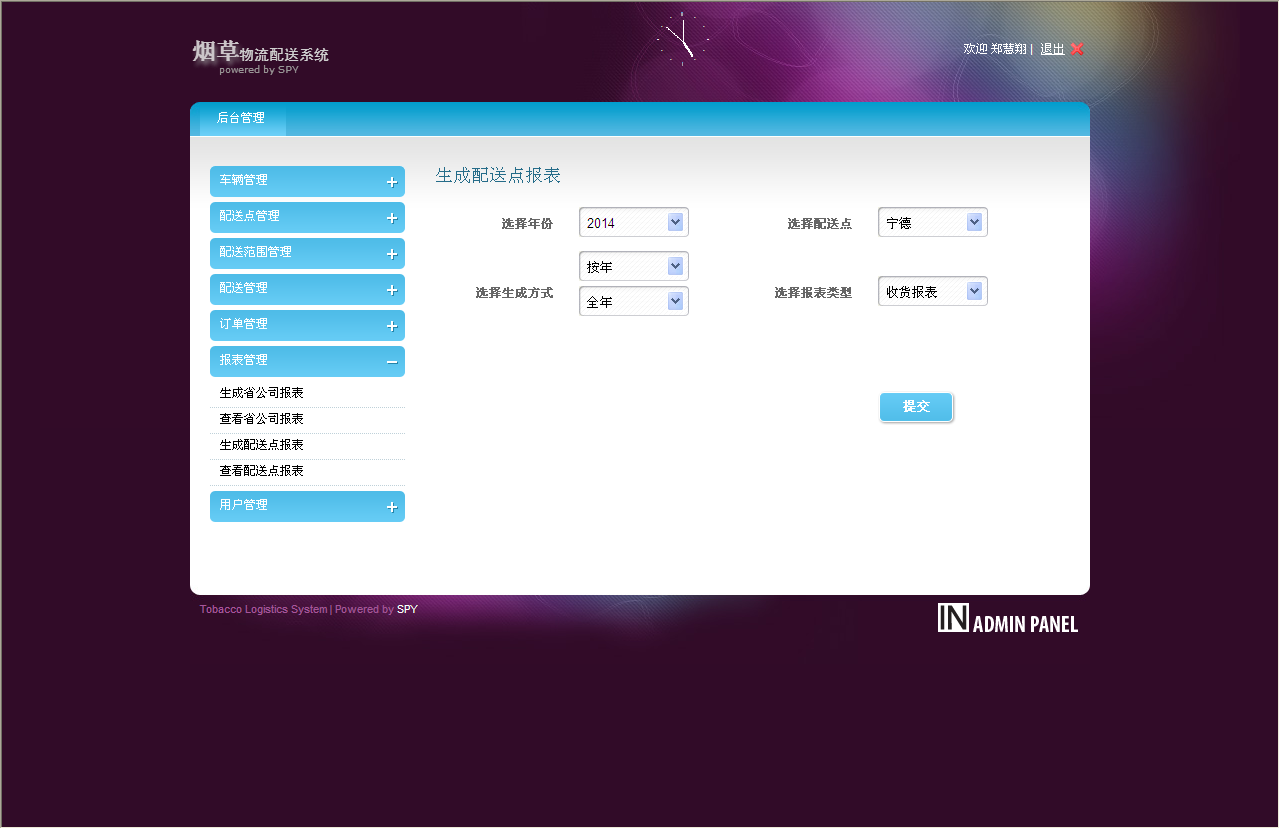 烟草物流配送系统
powered by SPY
欢迎 郑慧翔 | 退出
后台管理
车辆管理
配送点管理
配送范围管理
配送管理
订单管理
报表管理
生成省公司报表
查看省公司报表
生成配送点报表
查看配送点报表
用户管理
生成配送点报表
选择年份 2014 选择配送点 宁德
选择生成方式 按年 全年 选择报表类型 收货报表
提交
Tobacco Logistics System | Powered by SPY
IN ADMIN PANEL